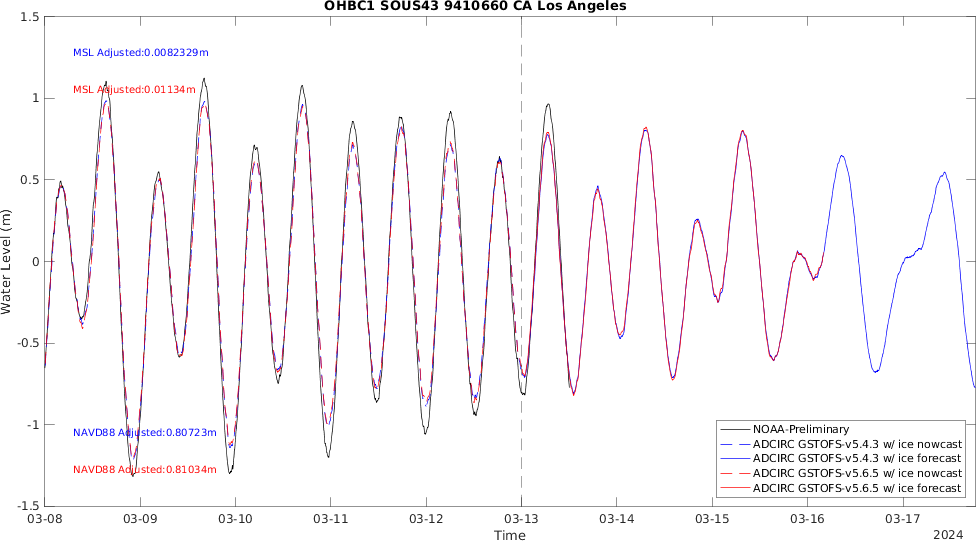 OHBC1 SOUS43 9410660 CA Los Angeles
1.5
1
0.5
0
-0.5
-1
-1.5
Water Level (m)
MSL Adjusted:0.0082329m
MSL Adjusted:0.01134m
NAVD88 Adjusted:0.80723m
NAVD88 Adjusted:0.81034m
NOAA-Preliminary
ADCIRC GSTOFS-v5.4.3 w/ ice nowcast
ADCIRC GSTOFS-v5.4.3 w/ ice forecast
ADCIRC GSTOFS-v5.6.5 w/ ice nowcast
ADCIRC GSTOFS-v5.6.5 w/ ice forecast
03-08 03-09 03-10 03-11 03-12 03-13 03-14 03-15 03-16 03-17
Time
2024